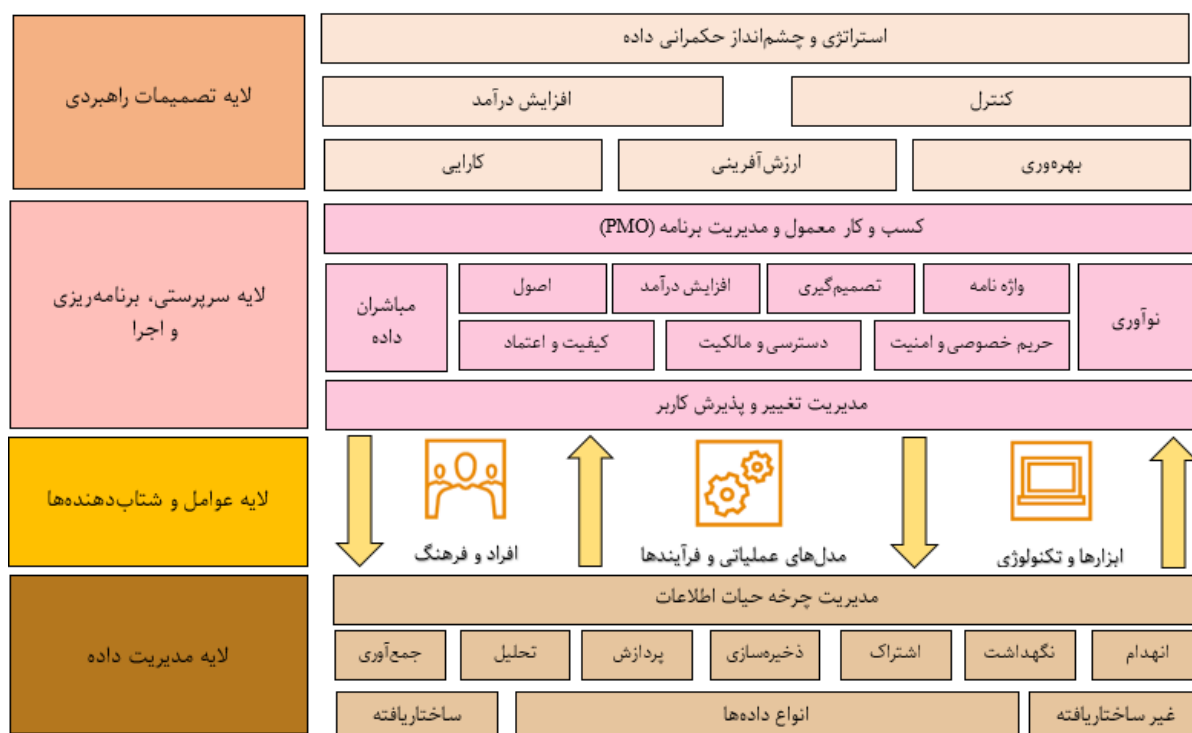 استراتژی و چشم‌انداز حکمرانی داده
لایه تصمیمات راهبردی
کنترل
افزایش درآمد
بهره‌وری
ارزش‌آفرینی
کارایی
کسب و کار معمول و مدیریت برنامه (PMO)
لایه سرپرستی، برنامه‌ریزی
و اجرا
نوآوری
واژه نامه
تصمیم‌گیری
افزایش درآمد
اصول
مباشران
داده
حریم خصوصی و امنیت
دسترسی و مالکیت
کیفیت و اعتماد
مدیریت تغییر و پذیرش کاربر
لایه عوامل و شتاب‌دهنده‌ها
ابزارها و تکنولوژی
مدل‌های عملیاتی و فرآیندها
افراد و فرهنگ
مدیریت چرخه حیات اطلاعات
لایه مدیریت داده
انهدام
نگهداشت
اشتراک
ذخیره‌سازی
پردازش
تحلیل
جمع‌آوری
غیر ساختاریافته
انواع داده‌ها
ساختاریافته